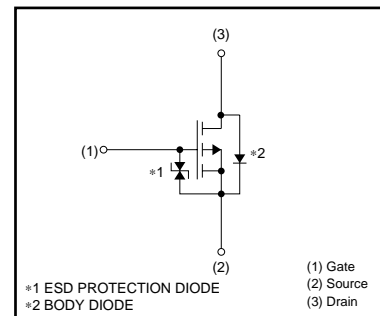 (3)
(1)
∗1
∗2
(2)
∗1 ESD PROTECTION DIODE
∗2 BODY DIODE
(1) Gate
(2) Source
(3) Drain